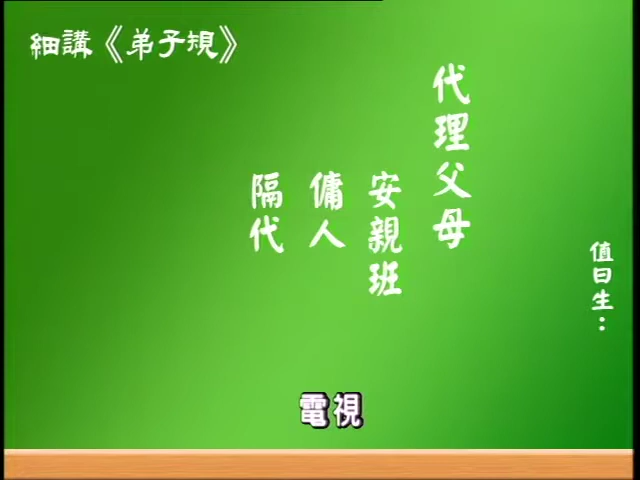 細講《弟子規》
代理父母
安親班
傭人
隔代
值日生：
電視